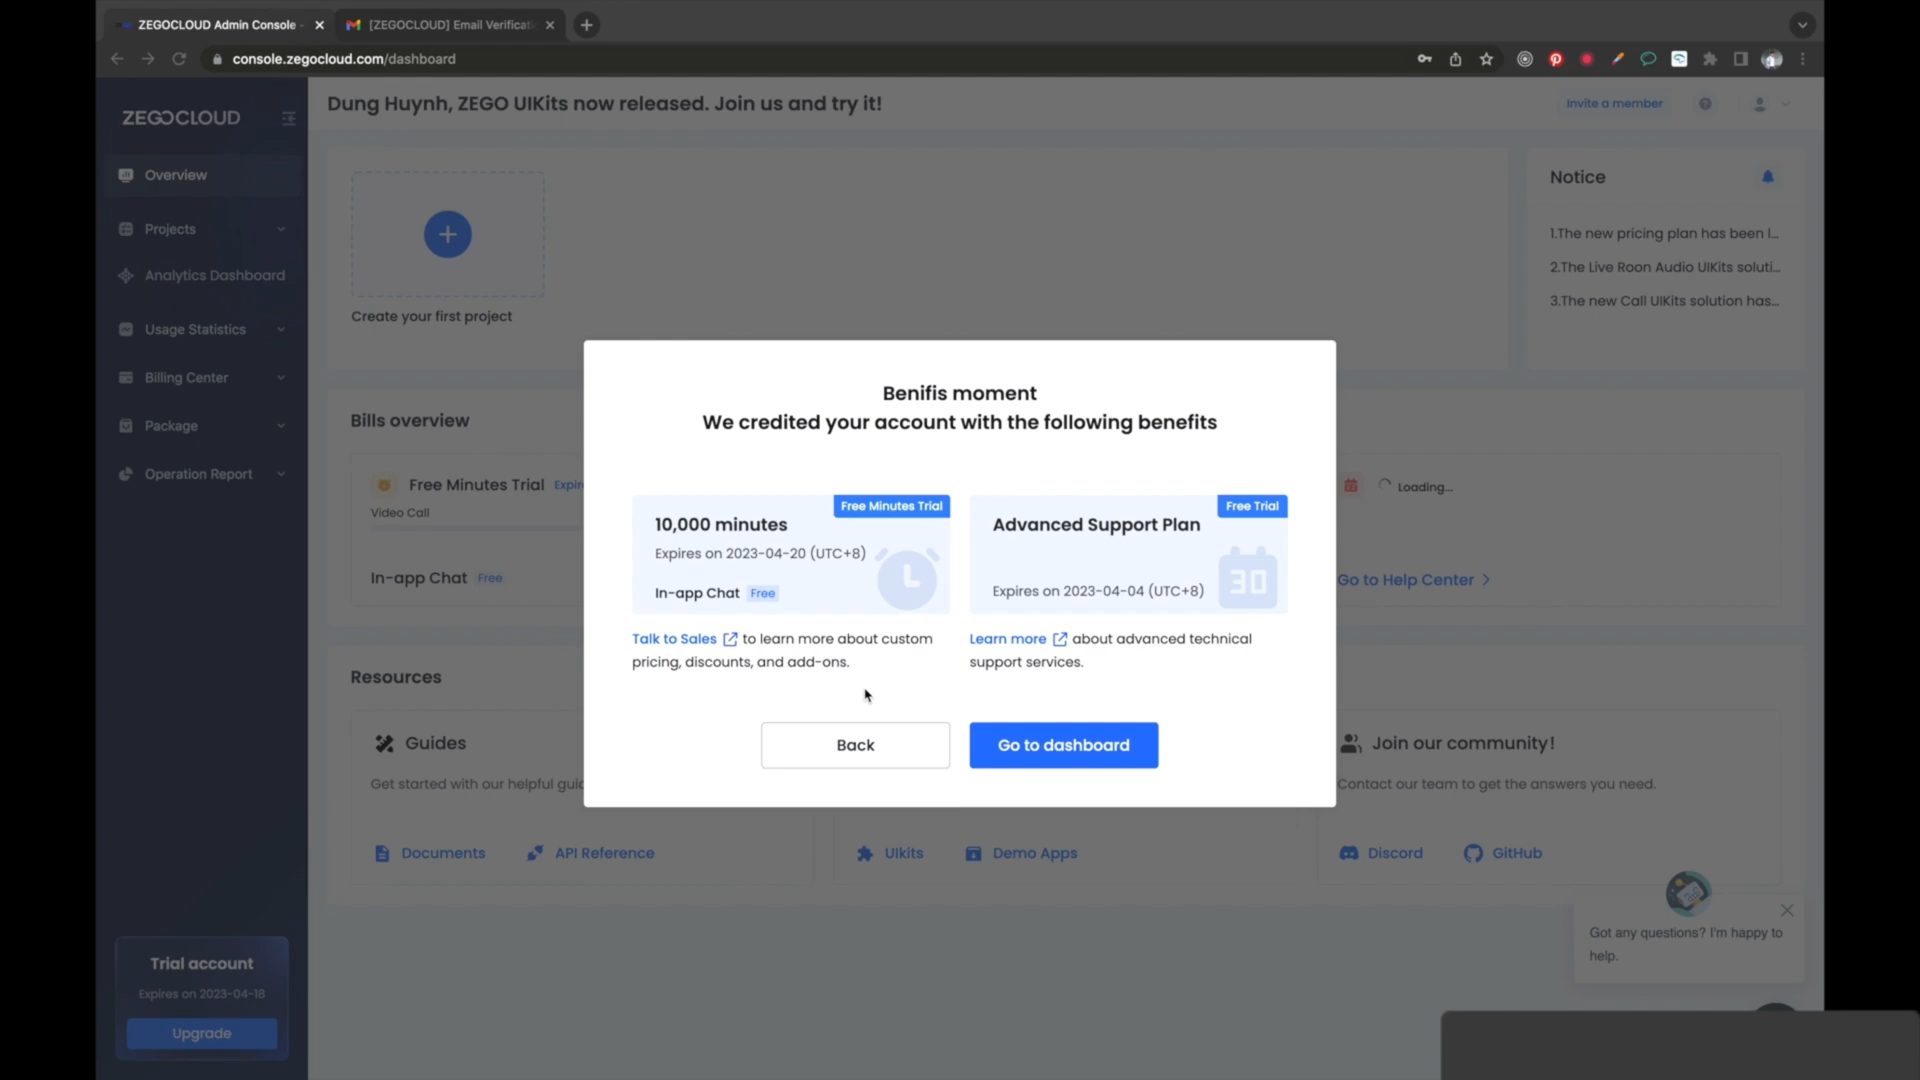 ZEGOCLOUD Admin Console -
[ZEGOCLOUD] Email Verificati
console.zegocloud.com/dashboard
ZEGOCLOUD
Dung Huynh, ZEGO UIKits now released. Join us and try it!
Invite a member
Overview
Projects
Analytics Dashboard
Usage Statistics
Billing Center
Package
Operation Report
Create your first project
Notice
1.The new pricing plan has been l...
2.The Live Roon Audio UIKits soluti...
3.The new Call UIKits solution has...
Bills overview
Free Minutes Trial Expir
Video Call
In-app Chat Free
Loading...
Go to Help Center
Benifis moment
We credited your account with the following benefits
Free Minutes Trial
10,000 minutes
Expires on 2023-04-20 (UTC+8)
In-app Chat Free
Free Trial
Advanced Support Plan
30
Expires on 2023-04-04 (UTC+8)
Talk to Sales to learn more about custom
pricing, discounts, and add-ons.
Learn more about advanced technical
support services.
Back
Go to dashboard
Resources
Guides
Get started with our helpful guid
Documents
API Reference
UIkits
Demo Apps
Join our community!
Contact our team to get the answers you need.
Discord
GitHub
Got any questions? I'm happy to
help.
Trial account
Expires on 2023-04-18
Upgrade